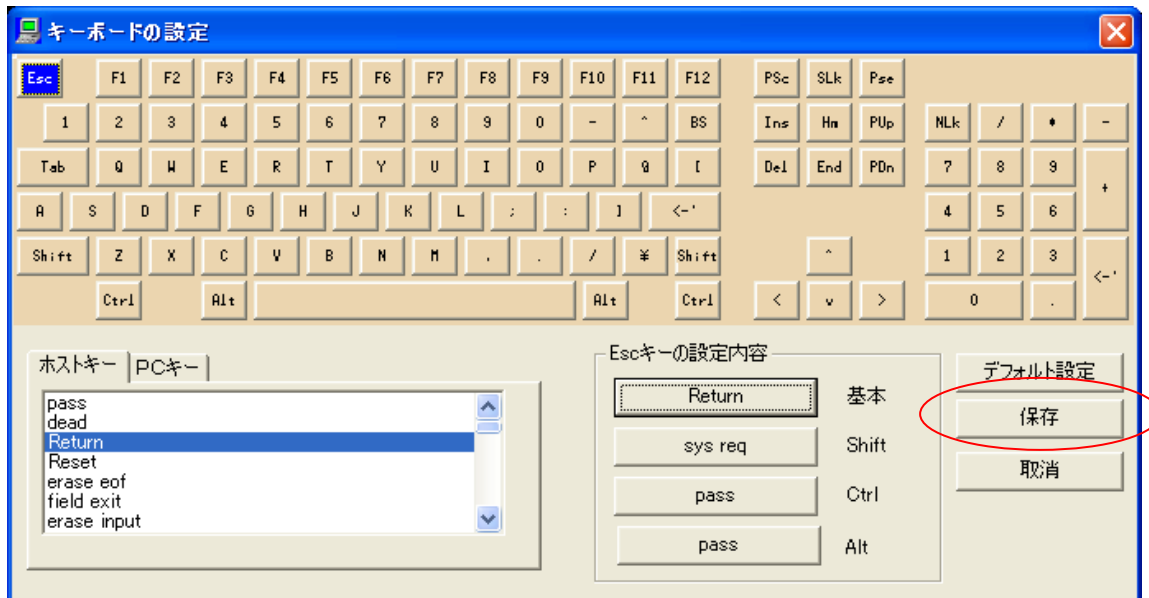 キーボードの設定
Esc F1 F2 F3 F4 F5 F6 F7 F8 F9 F10 F11 F12 PSc SLk Pse
1 2 3 4 5 6 7 8 9 0 - ^ BS Ins Hm PUp NLk / * -
Tab Q W E R T Y U I O P @ [ Del End PDn 7 8 9 +
A S D F G H J K L ; : ] <-' 4 5 6
Shift Z X C V B N M , . / ¥ Shift ^ 1 2 3 <-'
Ctrl Alt Alt Ctrl < v > 0 .
ホストキー PCキー
pass
dead
Return
Reset
erase eof
field exit
erase input
Escキーの設定内容
Return 基本
sys req Shift
pass Ctrl
pass Alt
デフォルト設定
保存
取消